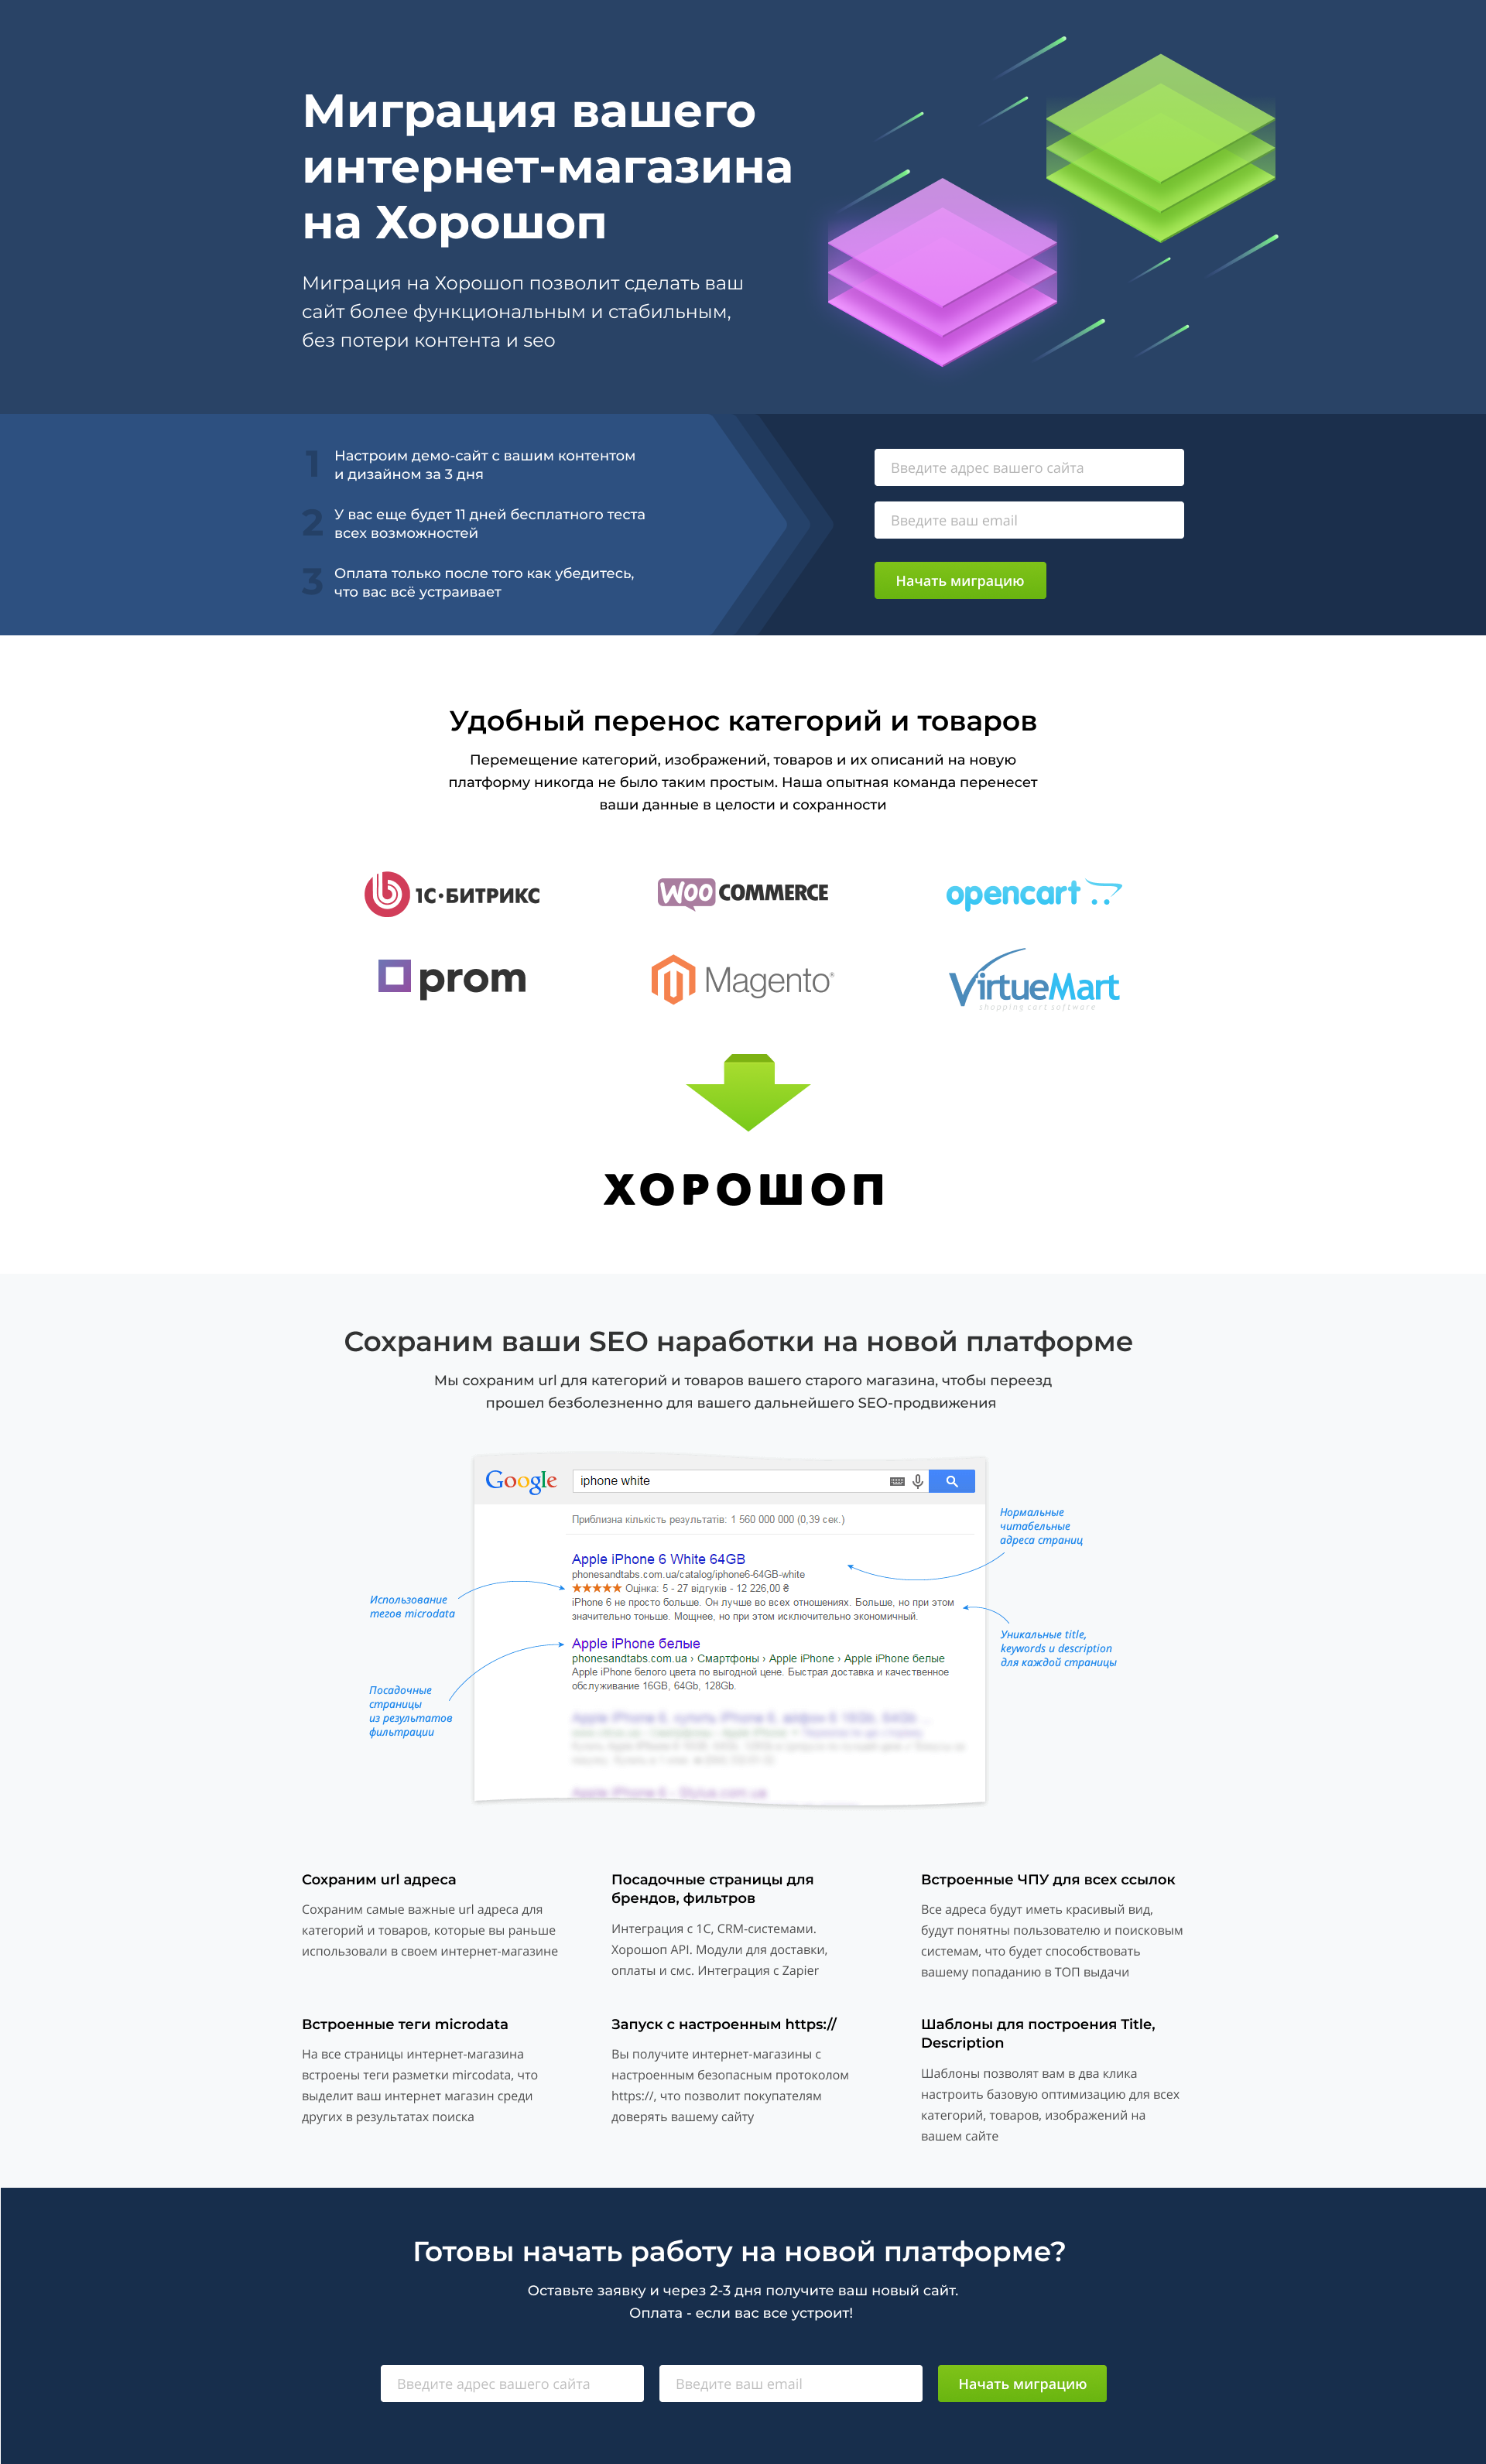 Миграция вашего
интернет-магазина
на Хорошоп
Миграция на Хорошоп позволит сделать ваш
сайт более функциональным и стабильным,
без потери контента и seo
1 Настроим демо-сайт с вашим контентом
и дизайном за 3 дня
2 У вас еще будет 11 дней бесплатного теста
всех возможностей
3 Оплата только после того как убедитесь,
что вас всё устраивает
Введите адрес вашего сайта
Введите ваш email
Начать миграцию
Удобный перенос категорий и товаров
Перемещение категорий, изображений, товаров и их описаний на новую
платформу никогда не было таким простым. Наша опытная команда перенесет
ваши данные в целости и сохранности
1С·БИТРИКС
WOO COMMERCE
opencart
prom
Magento®
VirtueMart
shopping cart software
ХОРОШОП
Сохраним ваши SEO наработки на новой платформе
Мы сохраним url для категорий и товаров вашего старого магазина, чтобы переезд
прошел безболезненно для вашего дальнейшего SEO-продвижения
Google
iphone white
Приблизна кількість результатів: 1 560 000 000 (0,39 сек.)
Apple iPhone 6 White 64GB
phonesandtabs.com.ua/catalog/iphone6-64GB-white
★★★★★ Оцінка: 5 - 27 відгуків - 12 226,00 ₴
iPhone 6 не просто больше. Он лучше во всех отношениях. Больше, но при этом
значительно тоньше. Мощнее, но при этом исключительно экономичный.
Apple iPhone белые
phonesandtabs.com.ua › Смартфоны › Apple iPhone › Apple iPhone белые
Apple iPhone белого цвета по выгодной цене. Быстрая доставка и качественное
обслуживание 16GB, 64Gb, 128Gb.
Нормальные
читабельные
адреса страниц
Использование
тегов microdata
Уникальные title,
keywords и description
для каждой страницы
Посадочные
страницы
из результатов
фильтрации
Сохраним url адреса
Сохраним самые важные url адреса для
категорий и товаров, которые вы раньше
использовали в своем интернет-магазине
Посадочные страницы для
брендов, фильтров
Интеграция с 1С, CRM-системами.
Хорошоп API. Модули для доставки,
оплаты и смс. Интеграция с Zapier
Встроенные ЧПУ для всех ссылок
Все адреса будут иметь красивый вид,
будут понятны пользователю и поисковым
системам, что будет способствовать
вашему попаданию в ТОП выдачи
Встроенные теги microdata
На все страницы интернет-магазина
встроены теги разметки mircodata, что
выделит ваш интернет магазин среди
других в результатах поиска
Запуск с настроенным https://
Вы получите интернет-магазины с
настроенным безопасным протоколом
https://, что позволит покупателям
доверять вашему сайту
Шаблоны для построения Title,
Description
Шаблоны позволят вам в два клика
настроить базовую оптимизацию для всех
категорий, товаров, изображений на
вашем сайте
Готовы начать работу на новой платформе?
Оставьте заявку и через 2-3 дня получите ваш новый сайт.
Оплата - если вас все устроит!
Введите адрес вашего сайта
Введите ваш email
Начать миграцию